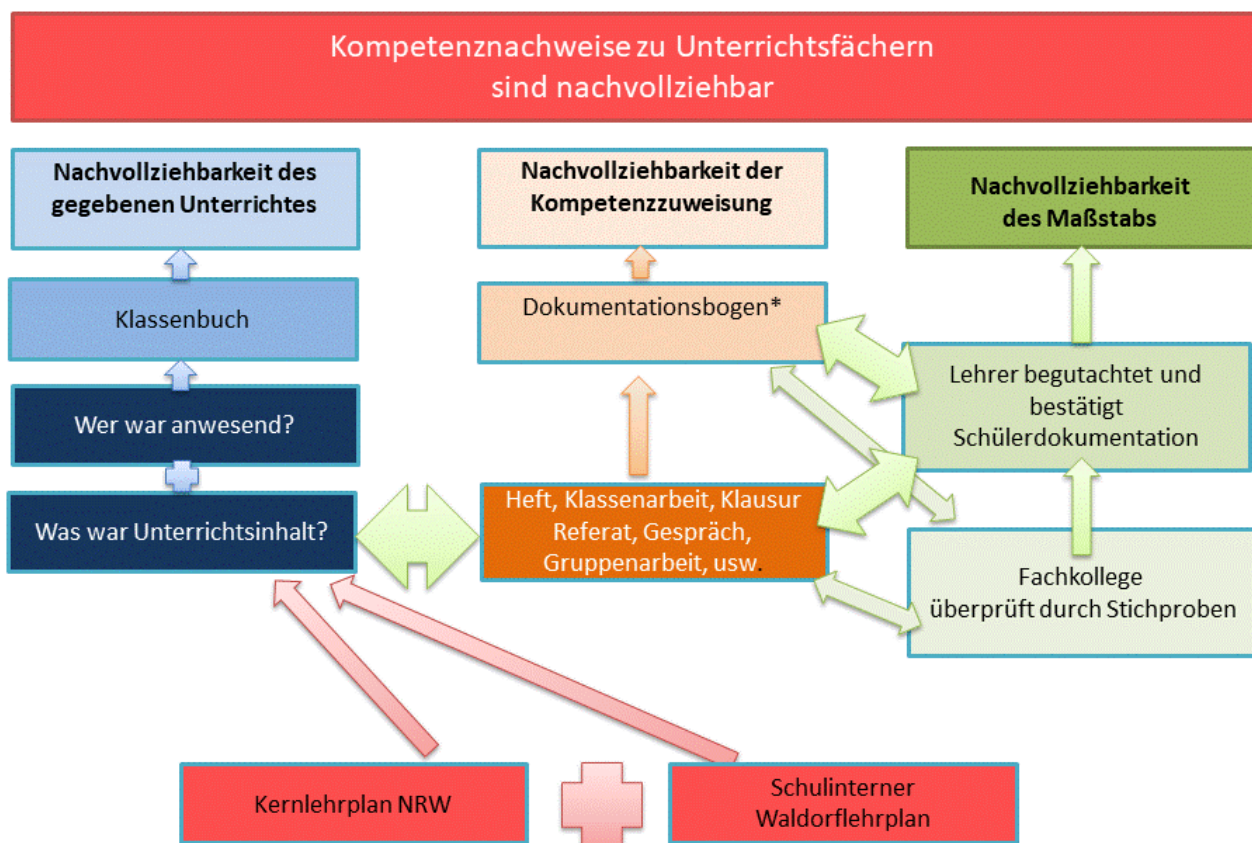 Kompetenznachweise zu Unterrichtsfächern
sind nachvollziehbar
Nachvollziehbarkeit des
gegebenen Unterrichtes
Klassenbuch
Wer war anwesend?
Was war Unterrichtsinhalt?
Nachvollziehbarkeit der
Kompetenzzuweisung
Dokumentationsbogen*
Heft, Klassenarbeit, Klausur
Referat, Gespräch,
Gruppenarbeit, usw.
Nachvollziehbarkeit
des Maßstabs
Lehrer begutachtet und
bestätigt
Schülerdokumentation
Fachkollege
überprüft durch Stichproben
Kernlehrplan NRW
Schulinterner
Waldorflehrplan